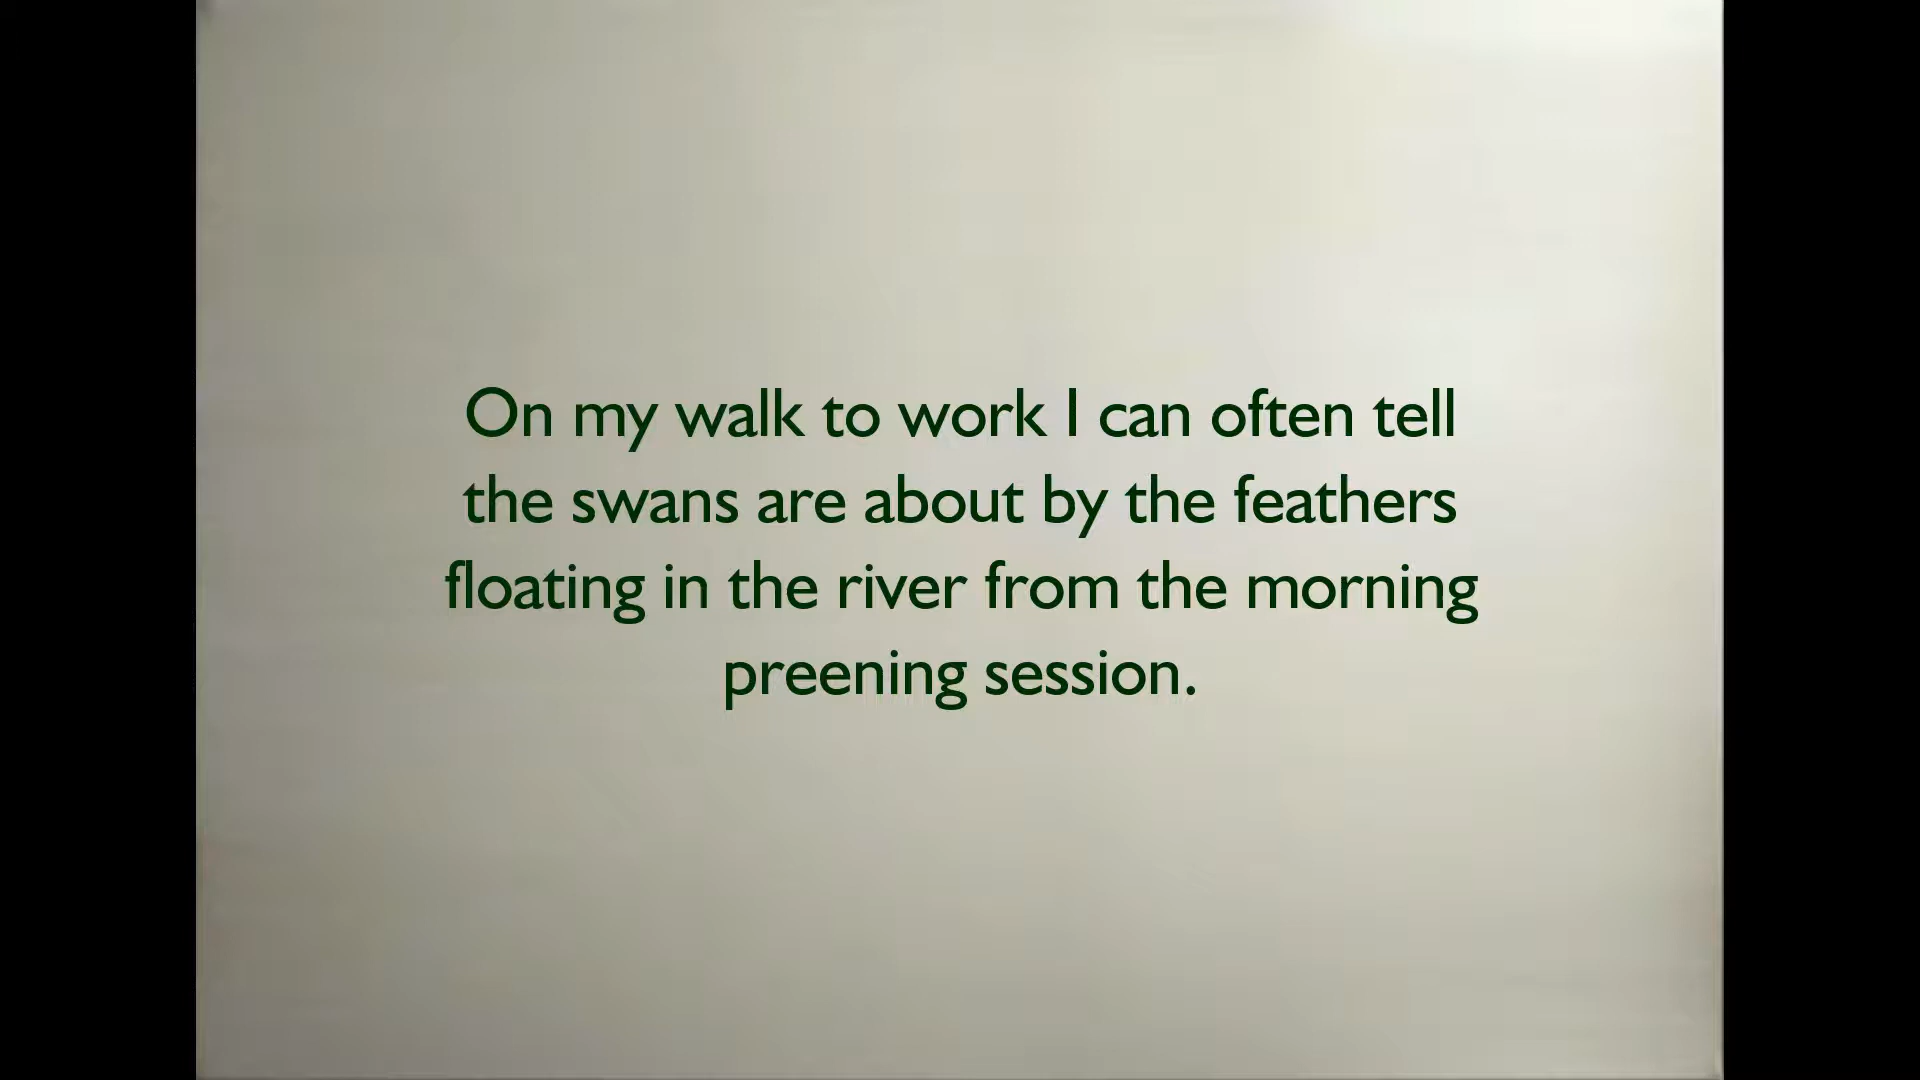 On my walk to work I can often tell
the swans are about by the feathers
floating in the river from the morning
preening session.